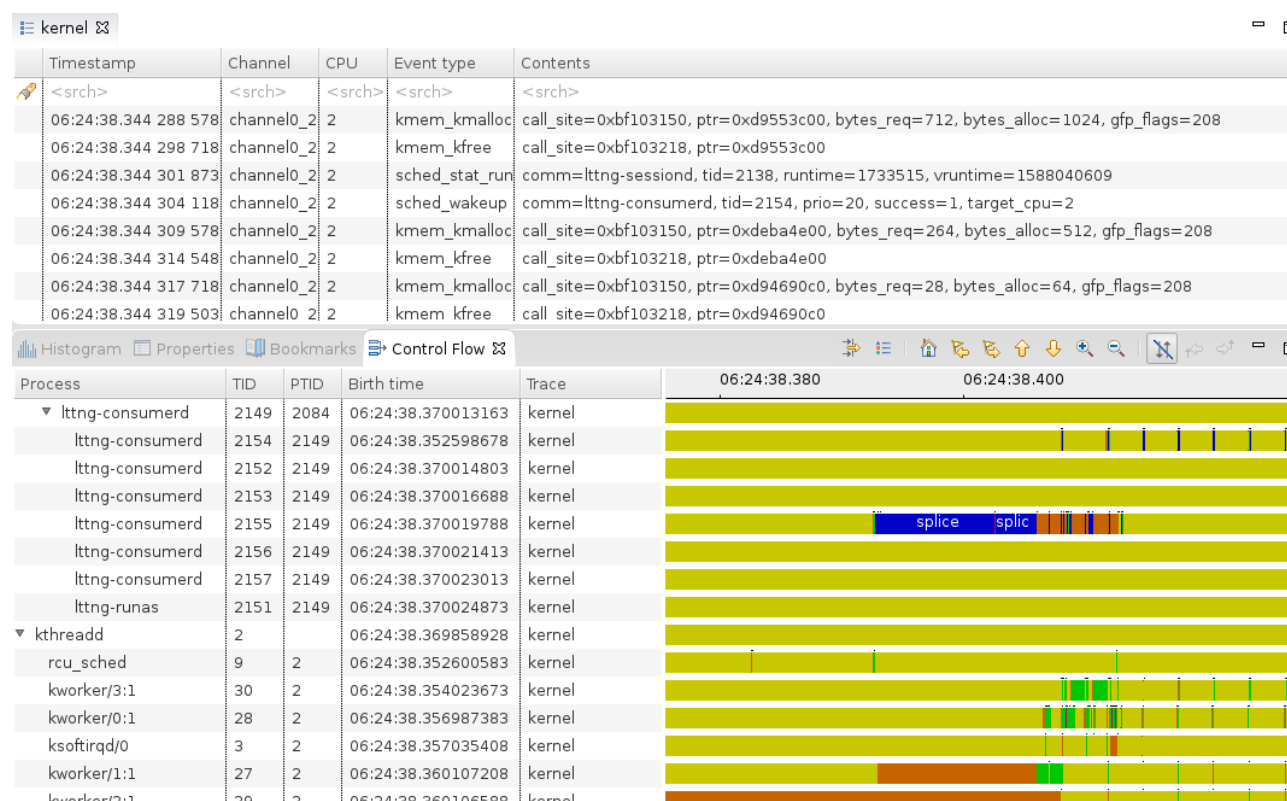 kernel
Timestamp Channel CPU Event type Contents
<srch> <srch> <srch> <srch> <srch>
06:24:38.344 288 578 channel0_2 2 kmem_kmalloc call_site=0xbf103150, ptr=0xd9553c00, bytes_req=712, bytes_alloc=1024, gfp_flags=208
06:24:38.344 298 718 channel0_2 2 kmem_kfree call_site=0xbf103218, ptr=0xd9553c00
06:24:38.344 301 873 channel0_2 2 sched_stat_run comm=lttng-sessiond, tid=2138, runtime=1733515, vruntime=1588040609
06:24:38.344 304 118 channel0_2 2 sched_wakeup comm=lttng-consumerd, tid=2154, prio=20, success=1, target_cpu=2
06:24:38.344 309 578 channel0_2 2 kmem_kmalloc call_site=0xbf103150, ptr=0xdeba4e00, bytes_req=264, bytes_alloc=512, gfp_flags=208
06:24:38.344 314 548 channel0_2 2 kmem_kfree call_site=0xbf103218, ptr=0xdeba4e00
06:24:38.344 317 718 channel0_2 2 kmem_kmalloc call_site=0xbf103150, ptr=0xd94690c0, bytes_req=28, bytes_alloc=64, gfp_flags=208
06:24:38.344 319 503 channel0_2 2 kmem_kfree call_site=0xbf103218, ptr=0xd94690c0
Histogram Properties Bookmarks Control Flow
Process TID PTID Birth time Trace 06:24:38.380 06:24:38.400
lttng-consumerd 2149 2084 06:24:38.370013163 kernel
lttng-consumerd 2154 2149 06:24:38.352598678 kernel
lttng-consumerd 2152 2149 06:24:38.370014803 kernel
lttng-consumerd 2153 2149 06:24:38.370016688 kernel
lttng-consumerd 2155 2149 06:24:38.370019788 kernel splice splic
lttng-consumerd 2156 2149 06:24:38.370021413 kernel
lttng-consumerd 2157 2149 06:24:38.370023013 kernel
lttng-runas 2151 2149 06:24:38.370024873 kernel
kthreadd 2 06:24:38.369858928 kernel
rcu_sched 9 2 06:24:38.352600583 kernel
kworker/3:1 30 2 06:24:38.354023673 kernel
kworker/0:1 28 2 06:24:38.356987383 kernel
ksoftirqd/0 3 2 06:24:38.357035408 kernel
kworker/1:1 27 2 06:24:38.360107208 kernel
kworker/2:1 29 2 06:24:38.360106588 kernel